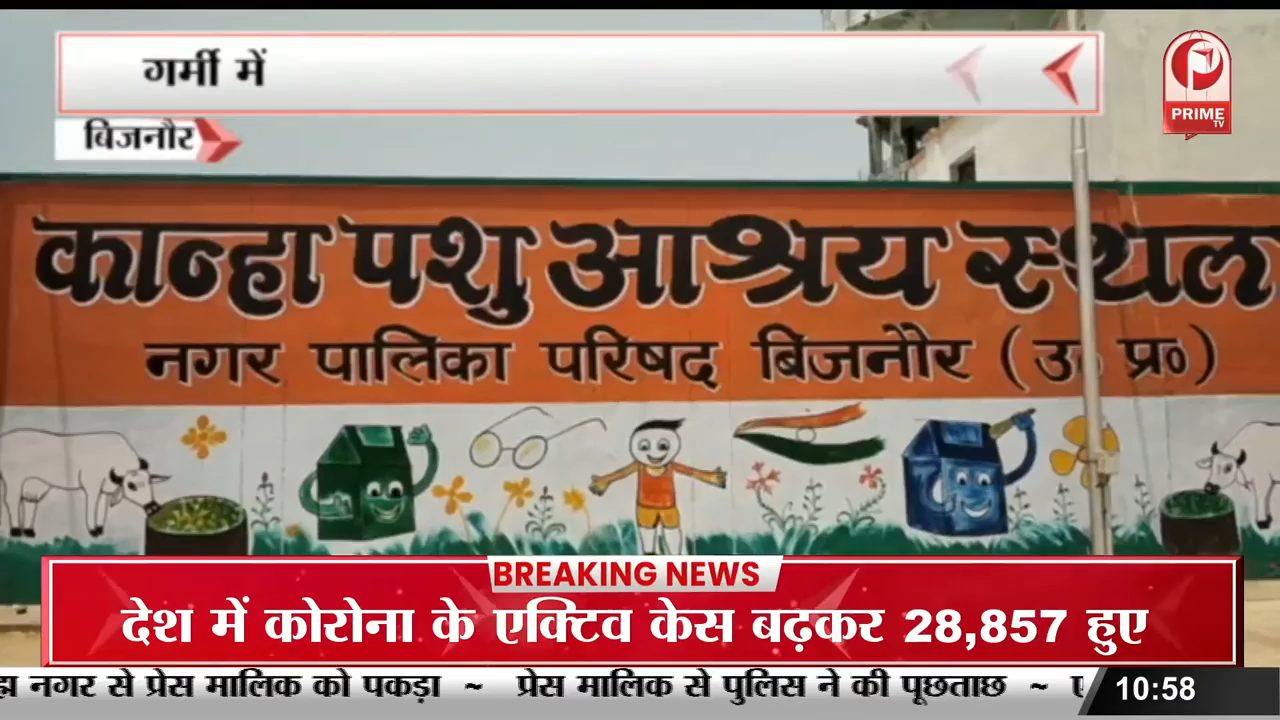 गर्मी में
बिजनौर
PRIME
TV
कान्हा पशु आश्रय स्थल
नगर पालिका परिषद बिजनौर (उ० प्र०)
BREAKING NEWS
देश में कोरोना के एक्टिव केस बढ़कर 28,857 हुए
नगर से प्रेस मालिक को पकड़ा ~ प्रेस मालिक से पुलिस ने की पूछताछ ~
10:58